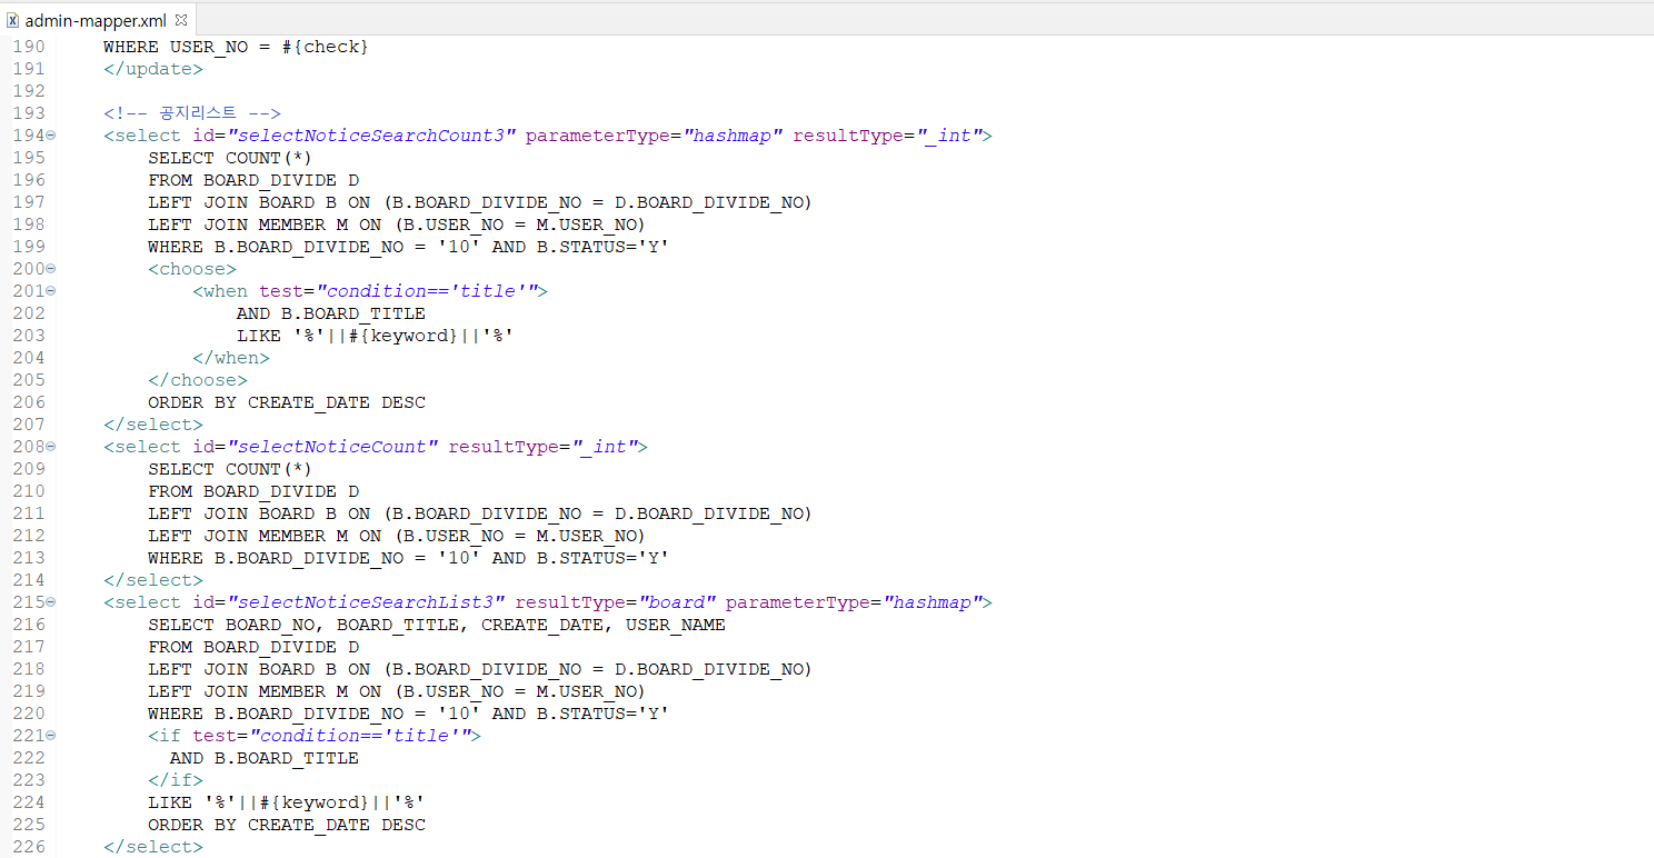 admin-mapper.xml
190 WHERE USER_NO = #{check}
191 </update>
192
193 <!-- 공지리스트 -->
194 <select id="selectNoticeSearchCount3" parameterType="hashmap" resultType="_int">
195 SELECT COUNT(*)
196 FROM BOARD_DIVIDE D
197 LEFT JOIN BOARD B ON (B.BOARD_DIVIDE_NO = D.BOARD_DIVIDE_NO)
198 LEFT JOIN MEMBER M ON (B.USER_NO = M.USER_NO)
199 WHERE B.BOARD_DIVIDE_NO = '10' AND B.STATUS='Y'
200 <choose>
201 <when test="condition=='title'">
202 AND B.BOARD_TITLE
203 LIKE '%'||#{keyword}||'%'
204 </when>
205 </choose>
206 ORDER BY CREATE_DATE DESC
207 </select>
208 <select id="selectNoticeCount" resultType="_int">
209 SELECT COUNT(*)
210 FROM BOARD_DIVIDE D
211 LEFT JOIN BOARD B ON (B.BOARD_DIVIDE_NO = D.BOARD_DIVIDE_NO)
212 LEFT JOIN MEMBER M ON (B.USER_NO = M.USER_NO)
213 WHERE B.BOARD_DIVIDE_NO = '10' AND B.STATUS='Y'
214 </select>
215 <select id="selectNoticeSearchList3" resultType="board" parameterType="hashmap">
216 SELECT BOARD_NO, BOARD_TITLE, CREATE_DATE, USER_NAME
217 FROM BOARD_DIVIDE D
218 LEFT JOIN BOARD B ON (B.BOARD_DIVIDE_NO = D.BOARD_DIVIDE_NO)
219 LEFT JOIN MEMBER M ON (B.USER_NO = M.USER_NO)
220 WHERE B.BOARD_DIVIDE_NO = '10' AND B.STATUS='Y'
221 <if test="condition=='title'">
222 AND B.BOARD_TITLE
223 </if>
224 LIKE '%'||#{keyword}||'%'
225 ORDER BY CREATE_DATE DESC
226 </select>